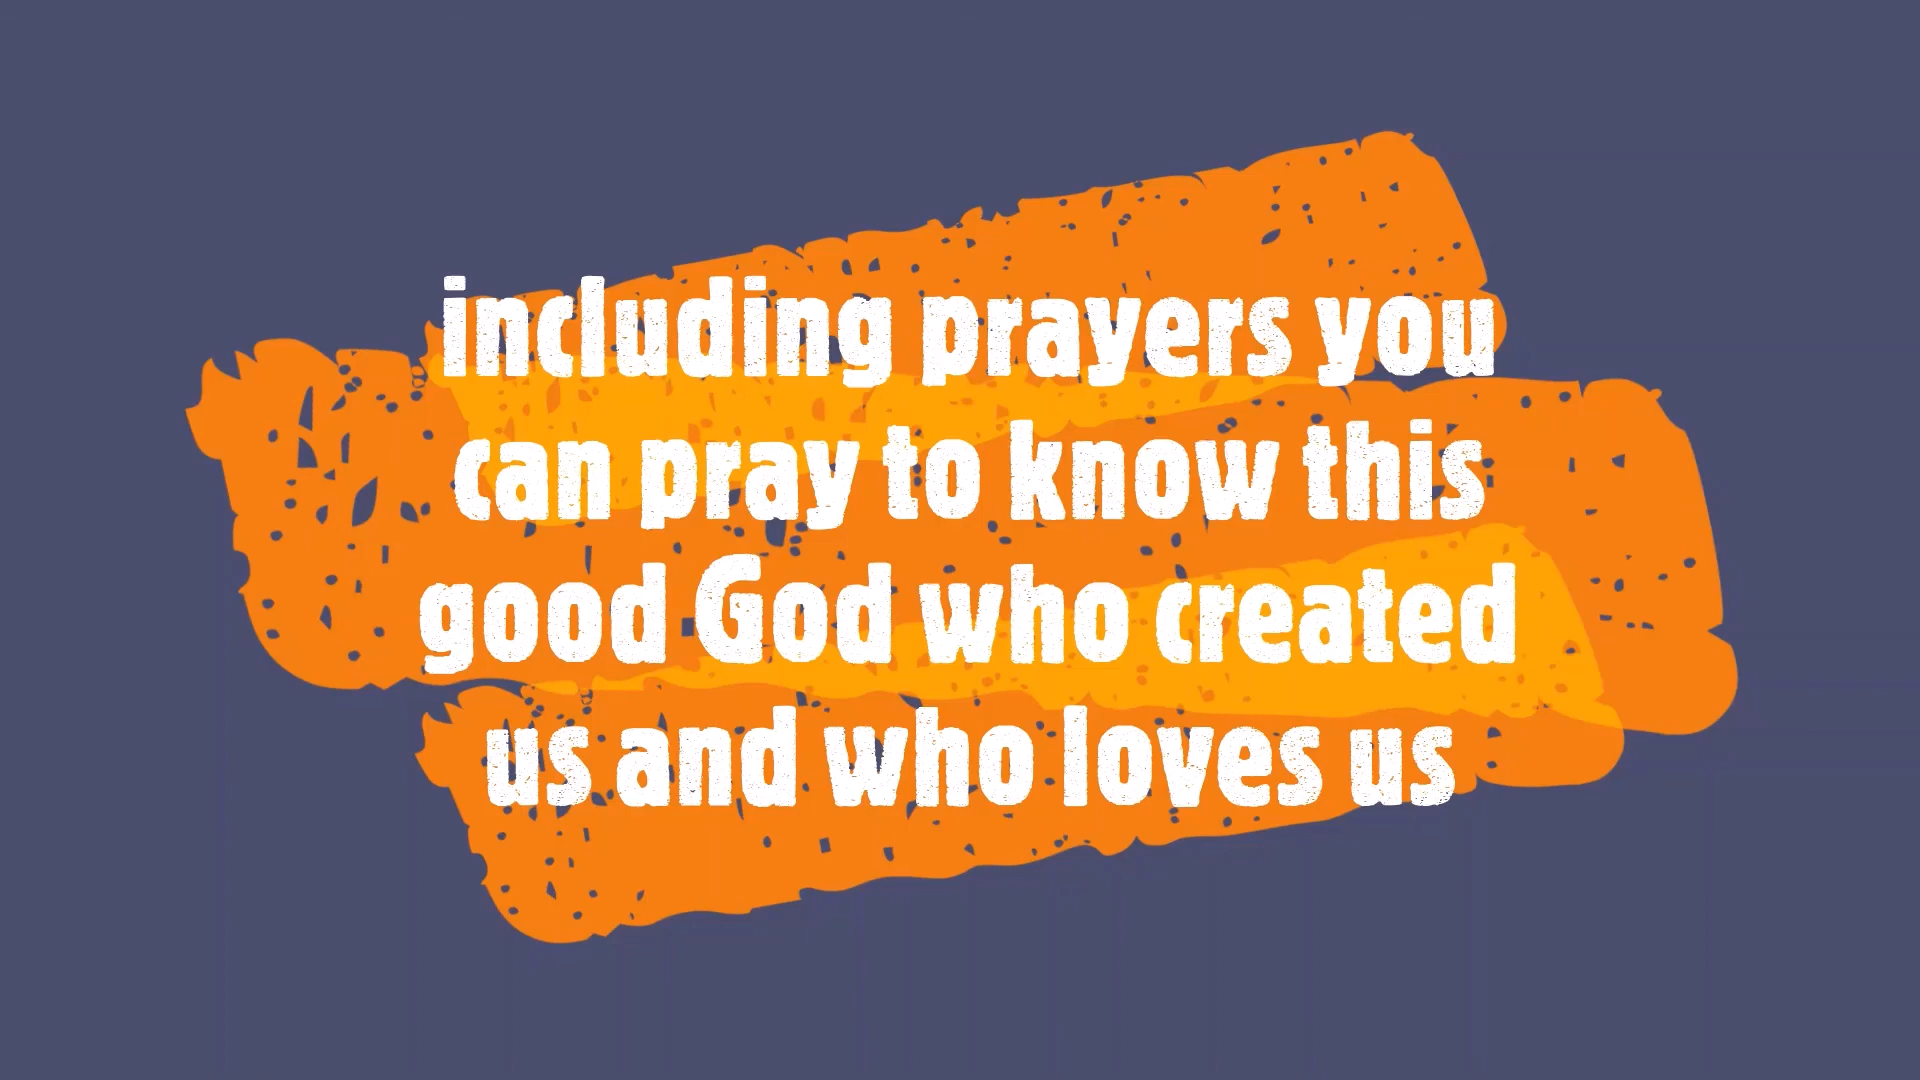 including prayers you
can pray to know this
good God who created
us and who loves us